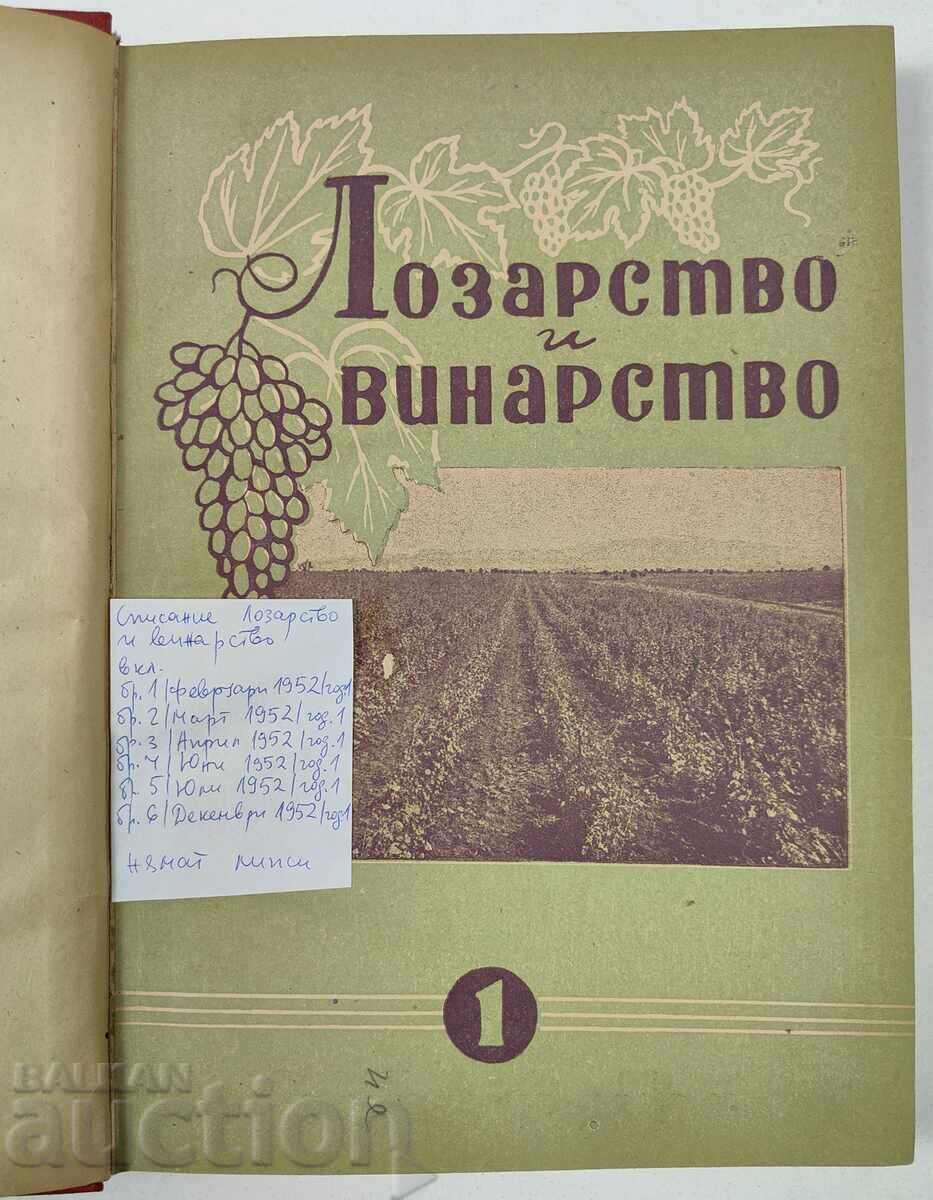 Лозарство
и
винарство
Списание Лозарство
и винарство
вкл.
бр. 1/февруари 1952/год.1
бр. 2/Март 1952/год.1
бр. 3/Април 1952/год.1
бр. 4/Юни 1952/год.1
бр. 5/Юли 1952/год.1
бр. 6/Декември 1952/год1
нямат липси
1
BALKAN
auction